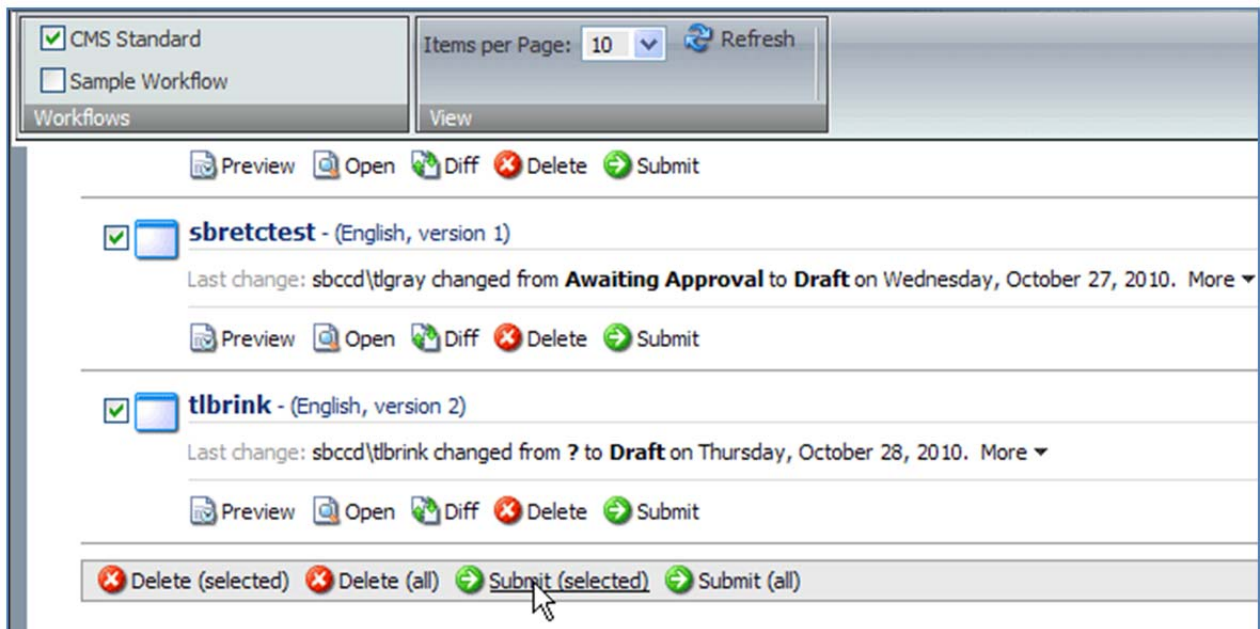 CMS Standard
Sample Workflow
Workflows
Items per Page: 10 Refresh
View
Preview Open Diff Delete Submit
sbretctest - (English, version 1)
Last change: sbccd\tlgray changed from Awaiting Approval to Draft on Wednesday, October 27, 2010. More
Preview Open Diff Delete Submit
tlbrink - (English, version 2)
Last change: sbccd\tlbrink changed from ? to Draft on Thursday, October 28, 2010. More
Preview Open Diff Delete Submit
Delete (selected) Delete (all) Submit (selected) Submit (all)